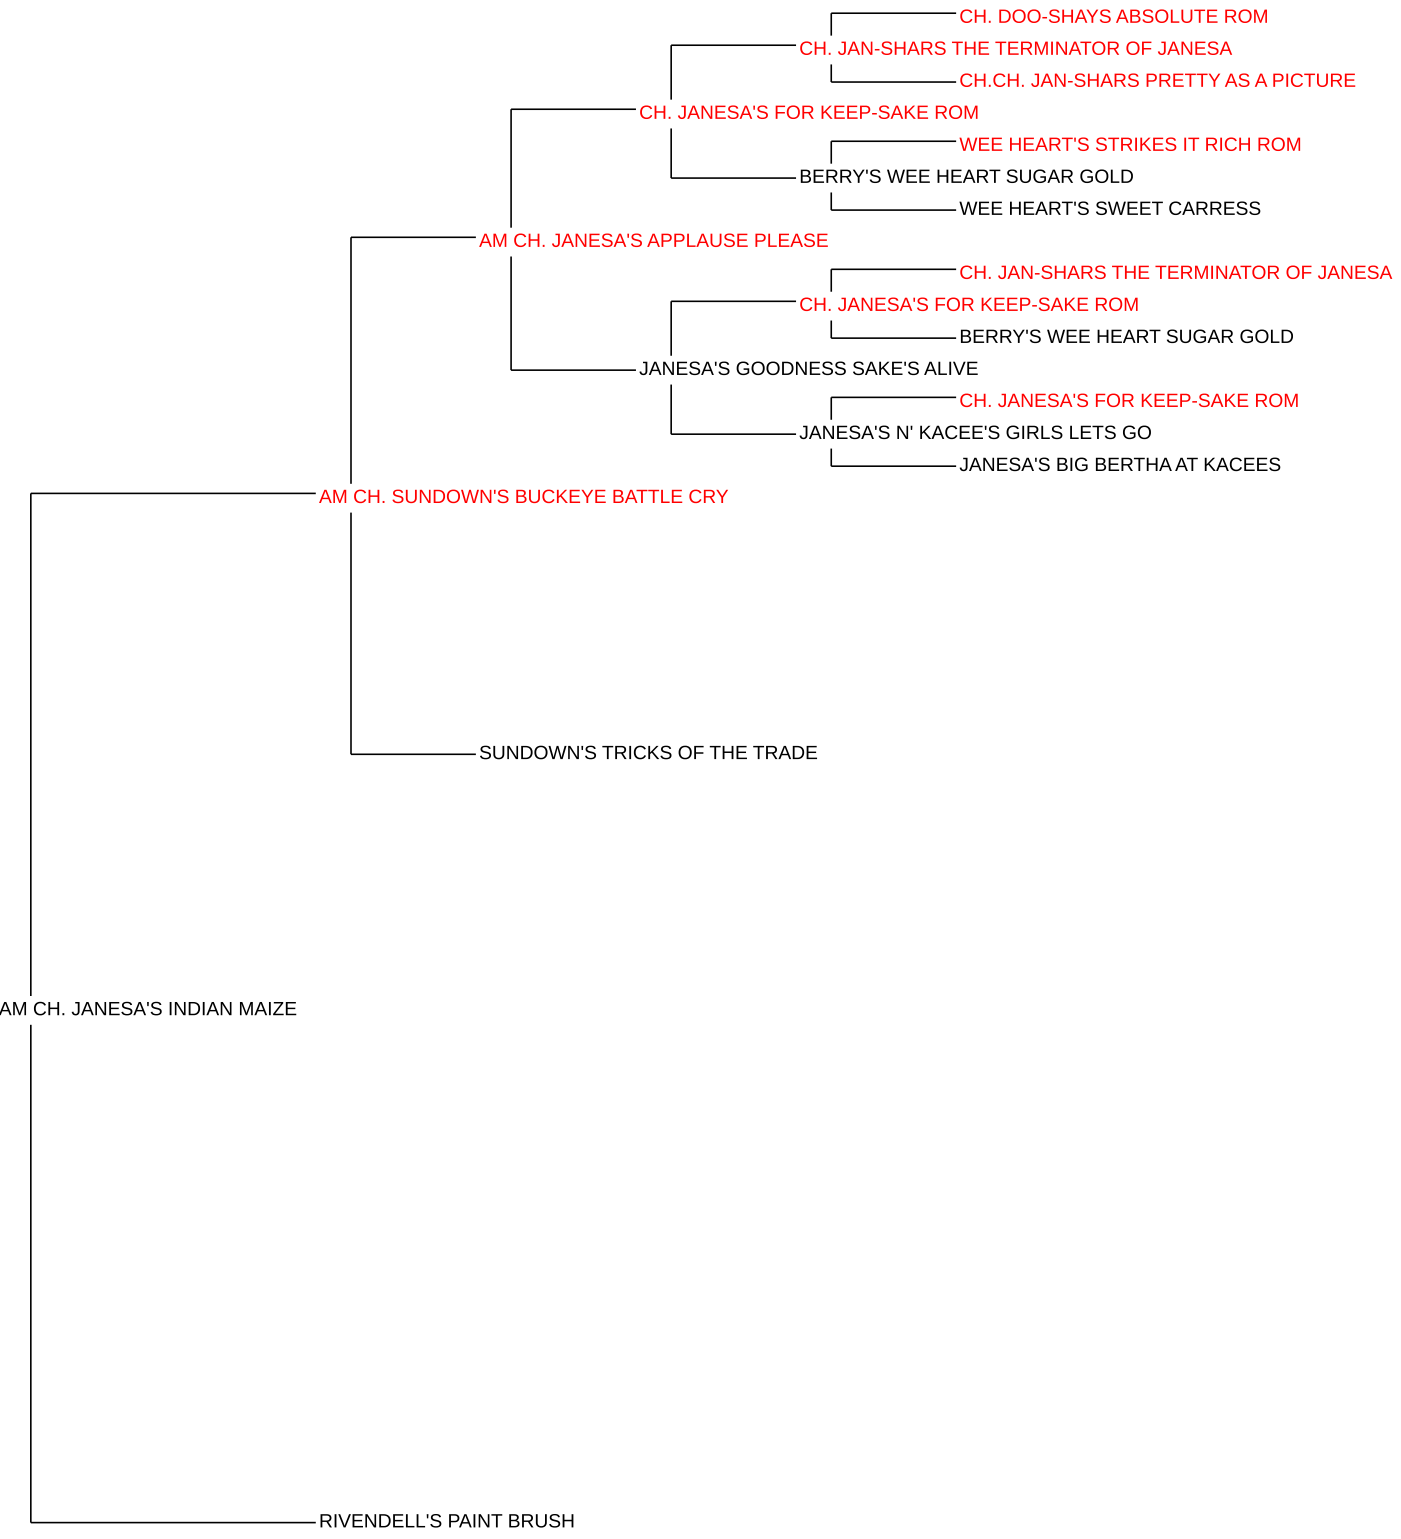 CH. DOO-SHAYS ABSOLUTE ROM
CH. JAN-SHARS THE TERMINATOR OF JANESA
CH.CH. JAN-SHARS PRETTY AS A PICTURE
CH. JANESA'S FOR KEEP-SAKE ROM
WEE HEART'S STRIKES IT RICH ROM
BERRY'S WEE HEART SUGAR GOLD
WEE HEART'S SWEET CARRESS
AM CH. JANESA'S APPLAUSE PLEASE
CH. JAN-SHARS THE TERMINATOR OF JANESA
CH. JANESA'S FOR KEEP-SAKE ROM
BERRY'S WEE HEART SUGAR GOLD
JANESA'S GOODNESS SAKE'S ALIVE
CH. JANESA'S FOR KEEP-SAKE ROM
JANESA'S N' KACEE'S GIRLS LETS GO
JANESA'S BIG BERTHA AT KACEES
AM CH. SUNDOWN'S BUCKEYE BATTLE CRY
SUNDOWN'S TRICKS OF THE TRADE
AM CH. JANESA'S INDIAN MAIZE
RIVENDELL'S PAINT BRUSH